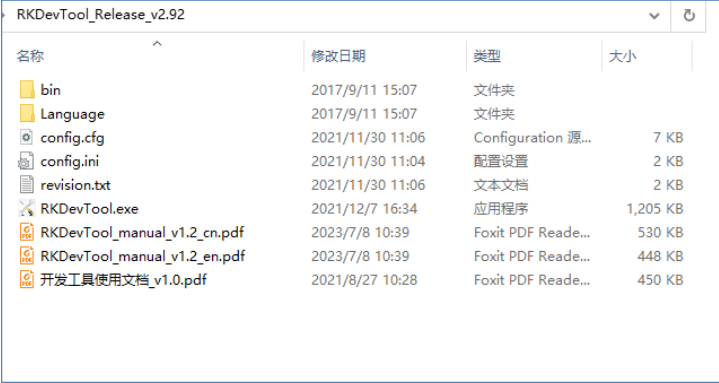 RKDevTool_Release_v2.92
名称 修改日期 类型 大小
bin 2017/9/11 15:07 文件夹
Language 2017/9/11 15:07 文件夹
config.cfg 2021/11/30 11:06 Configuration 源... 7 KB
config.ini 2021/11/30 11:04 配置设置 2 KB
revision.txt 2021/11/30 11:06 文本文档 2 KB
RKDevTool.exe 2021/12/7 16:34 应用程序 1,205 KB
RKDevTool_manual_v1.2_cn.pdf 2023/7/8 10:39 Foxit PDF Reade... 530 KB
RKDevTool_manual_v1.2_en.pdf 2023/7/8 10:39 Foxit PDF Reade... 448 KB
开发工具使用文档_v1.0.pdf 2021/8/27 10:28 Foxit PDF Reade... 450 KB